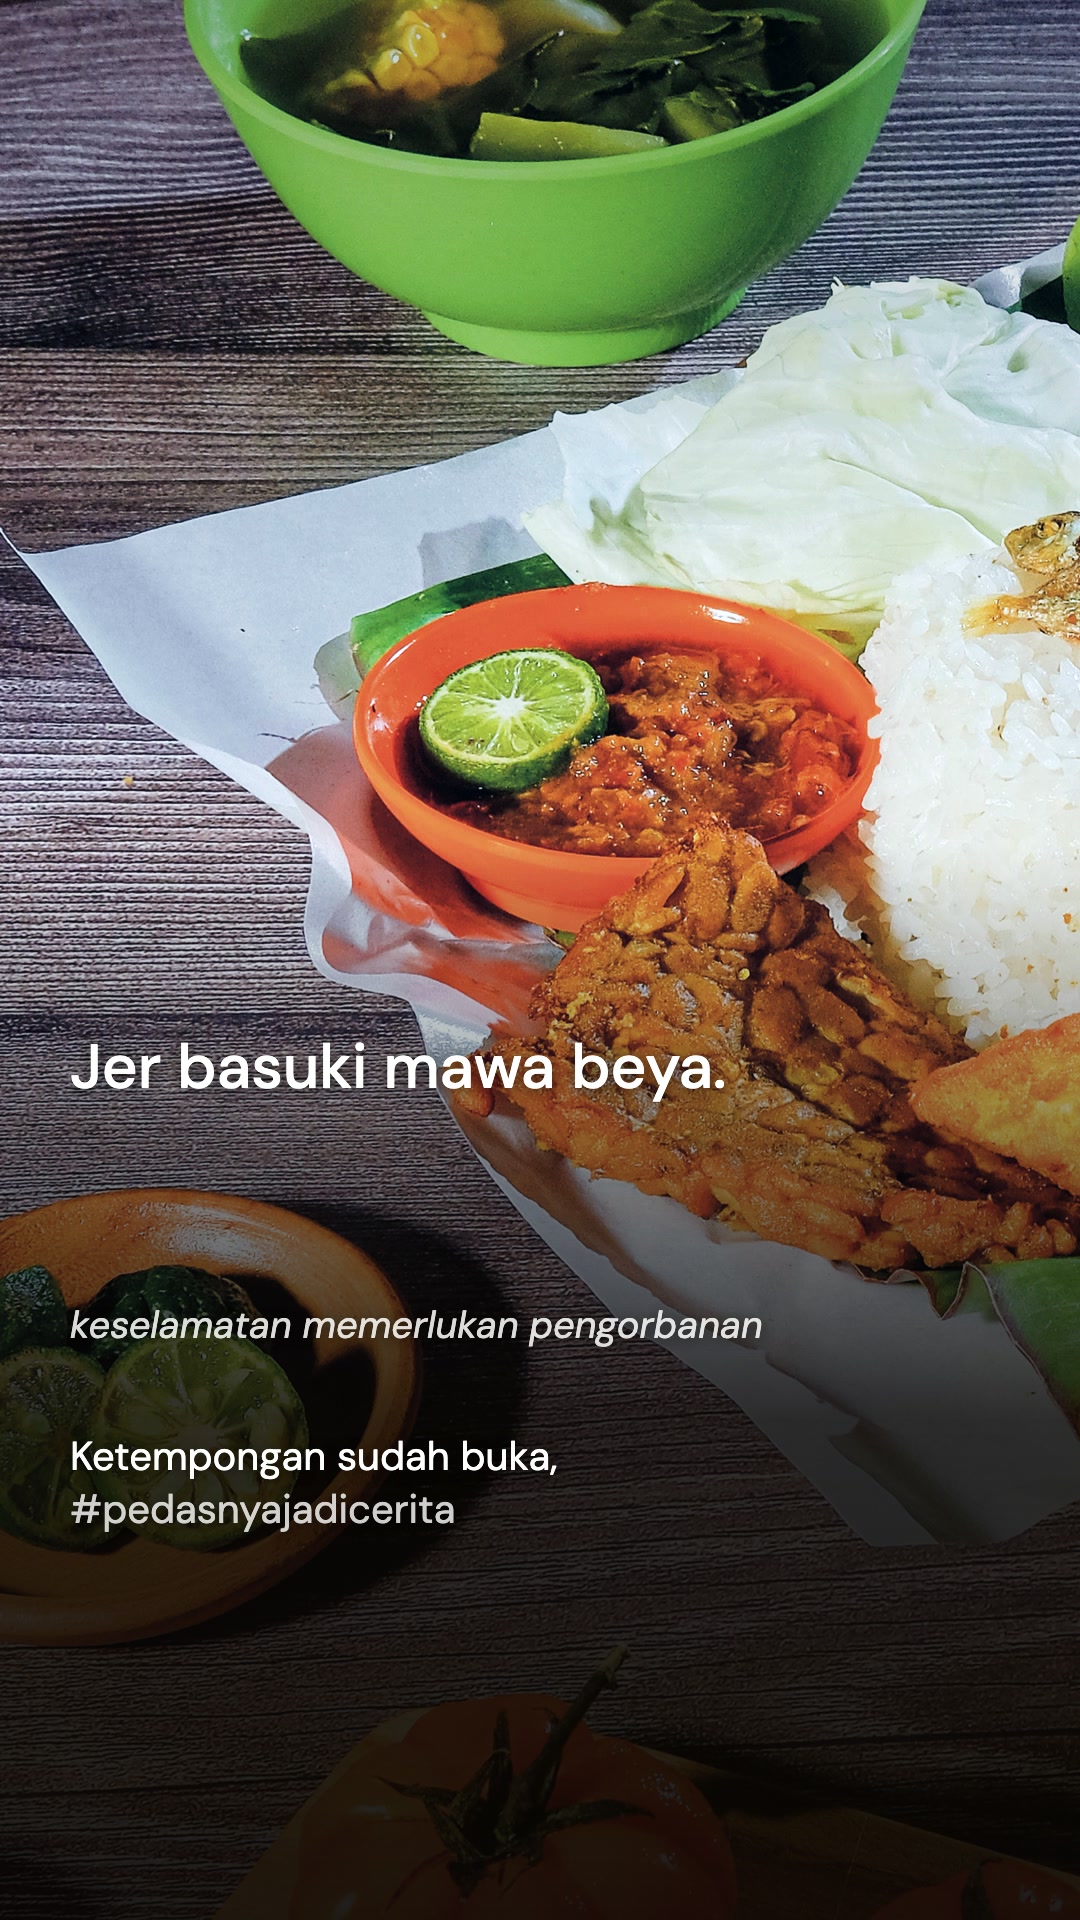 Jer basuki mawa beya.
keselamatan memerlukan pengorbanan
Ketempongan sudah buka,
#pedasnyajadicerita